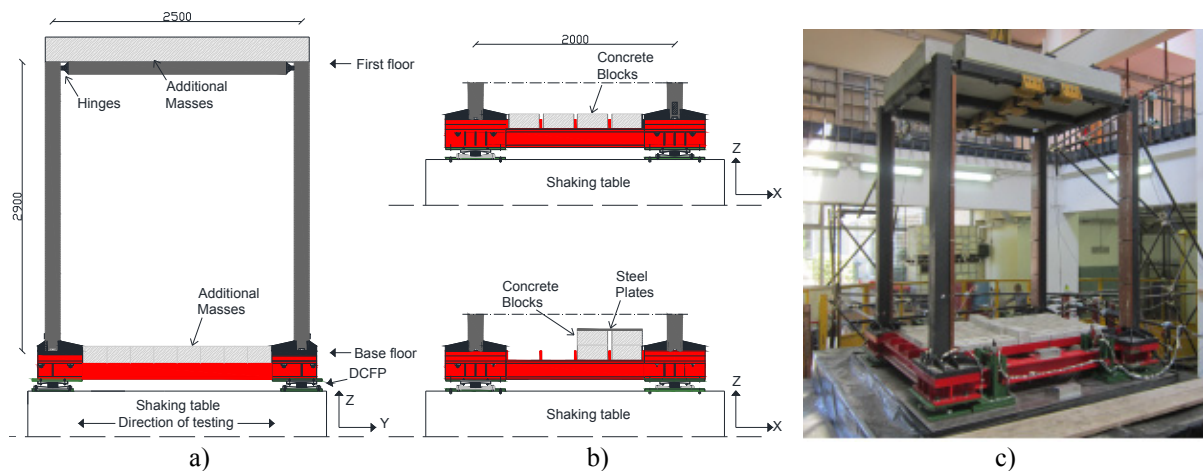 2500
Additional
Masses
First floor
Hinges
2900
Additional
Masses
Base floor
DCFP
Z
Shaking table
Direction of testing
Y
a)
2000
Concrete
Blocks
Z
Shaking table
X
Steel
Plates
Concrete
Blocks
Z
Shaking table
X
b)
c)